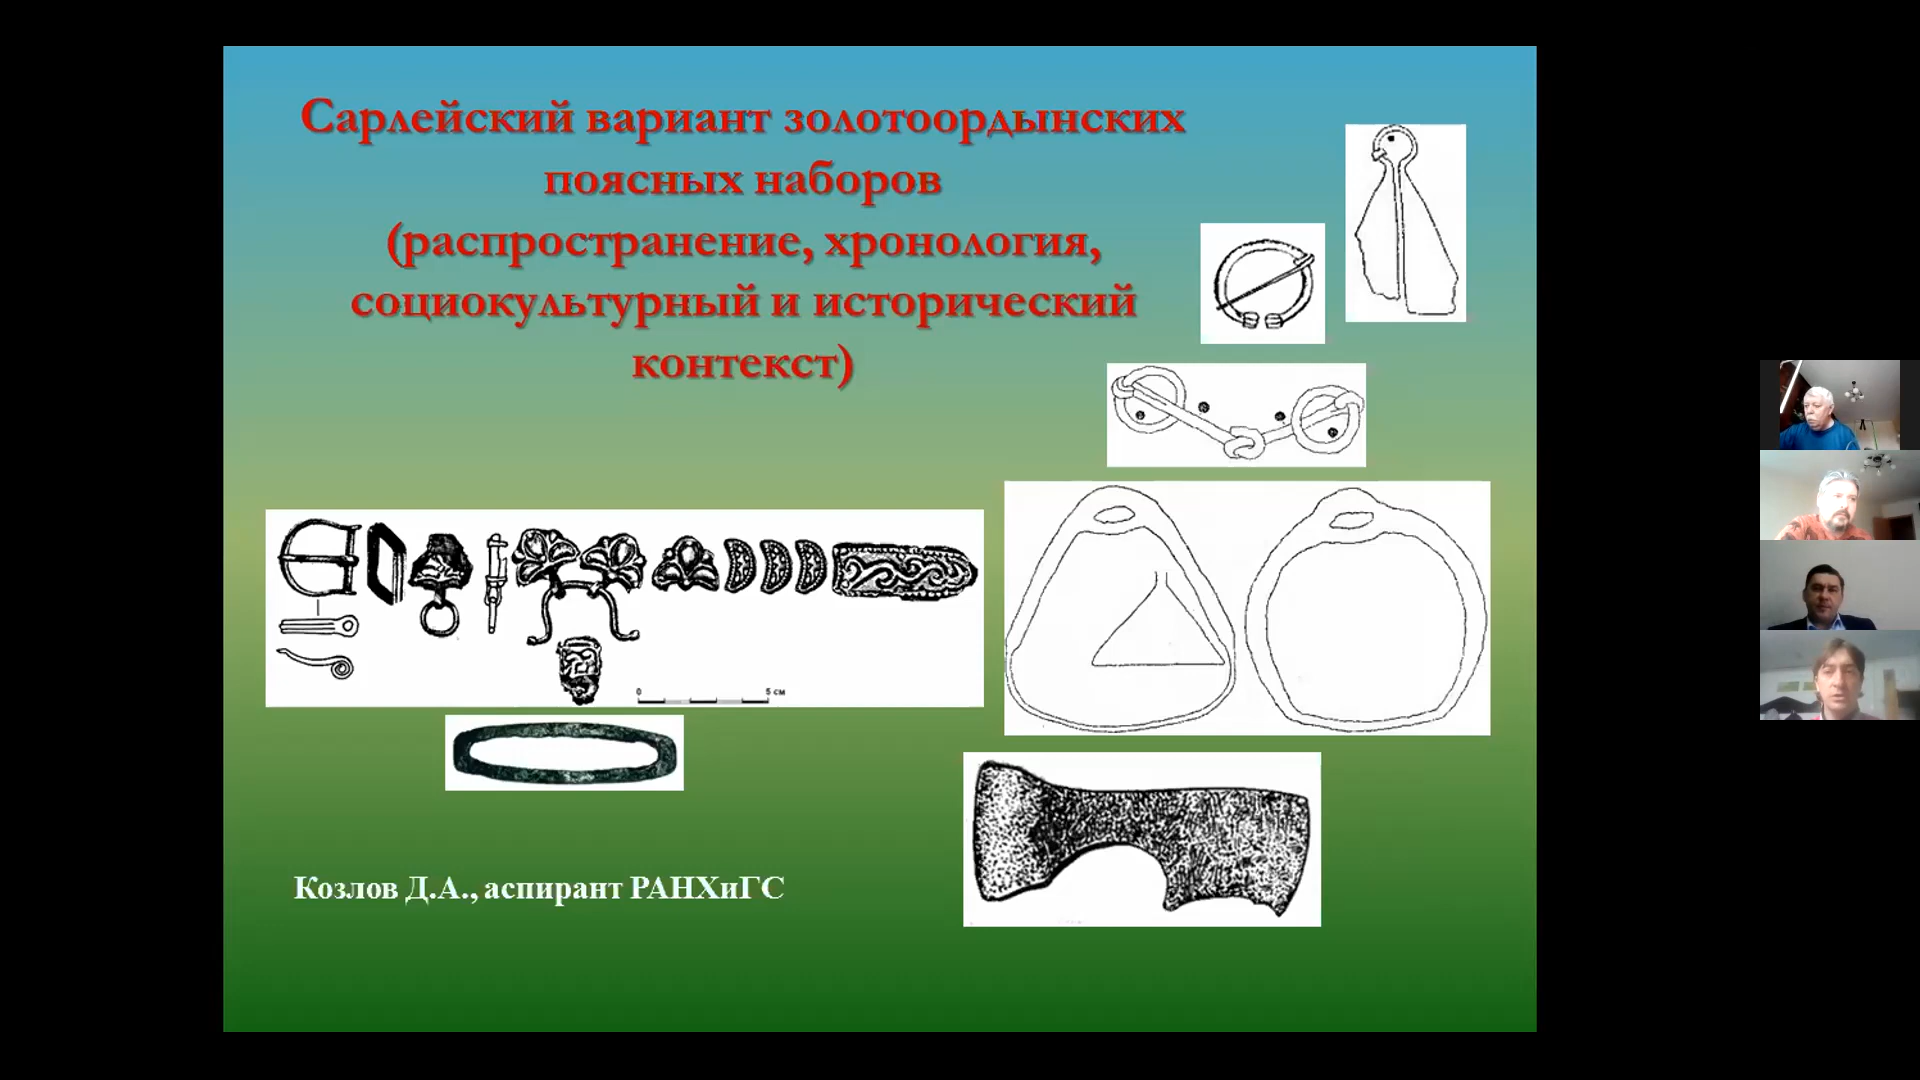 Сарлейский вариант золотоордынских
поясных наборов
(распространение, хронология,
социокультурный и исторический
контекст)
0 5 см
Козлов Д.А., аспирант РАНХиГС